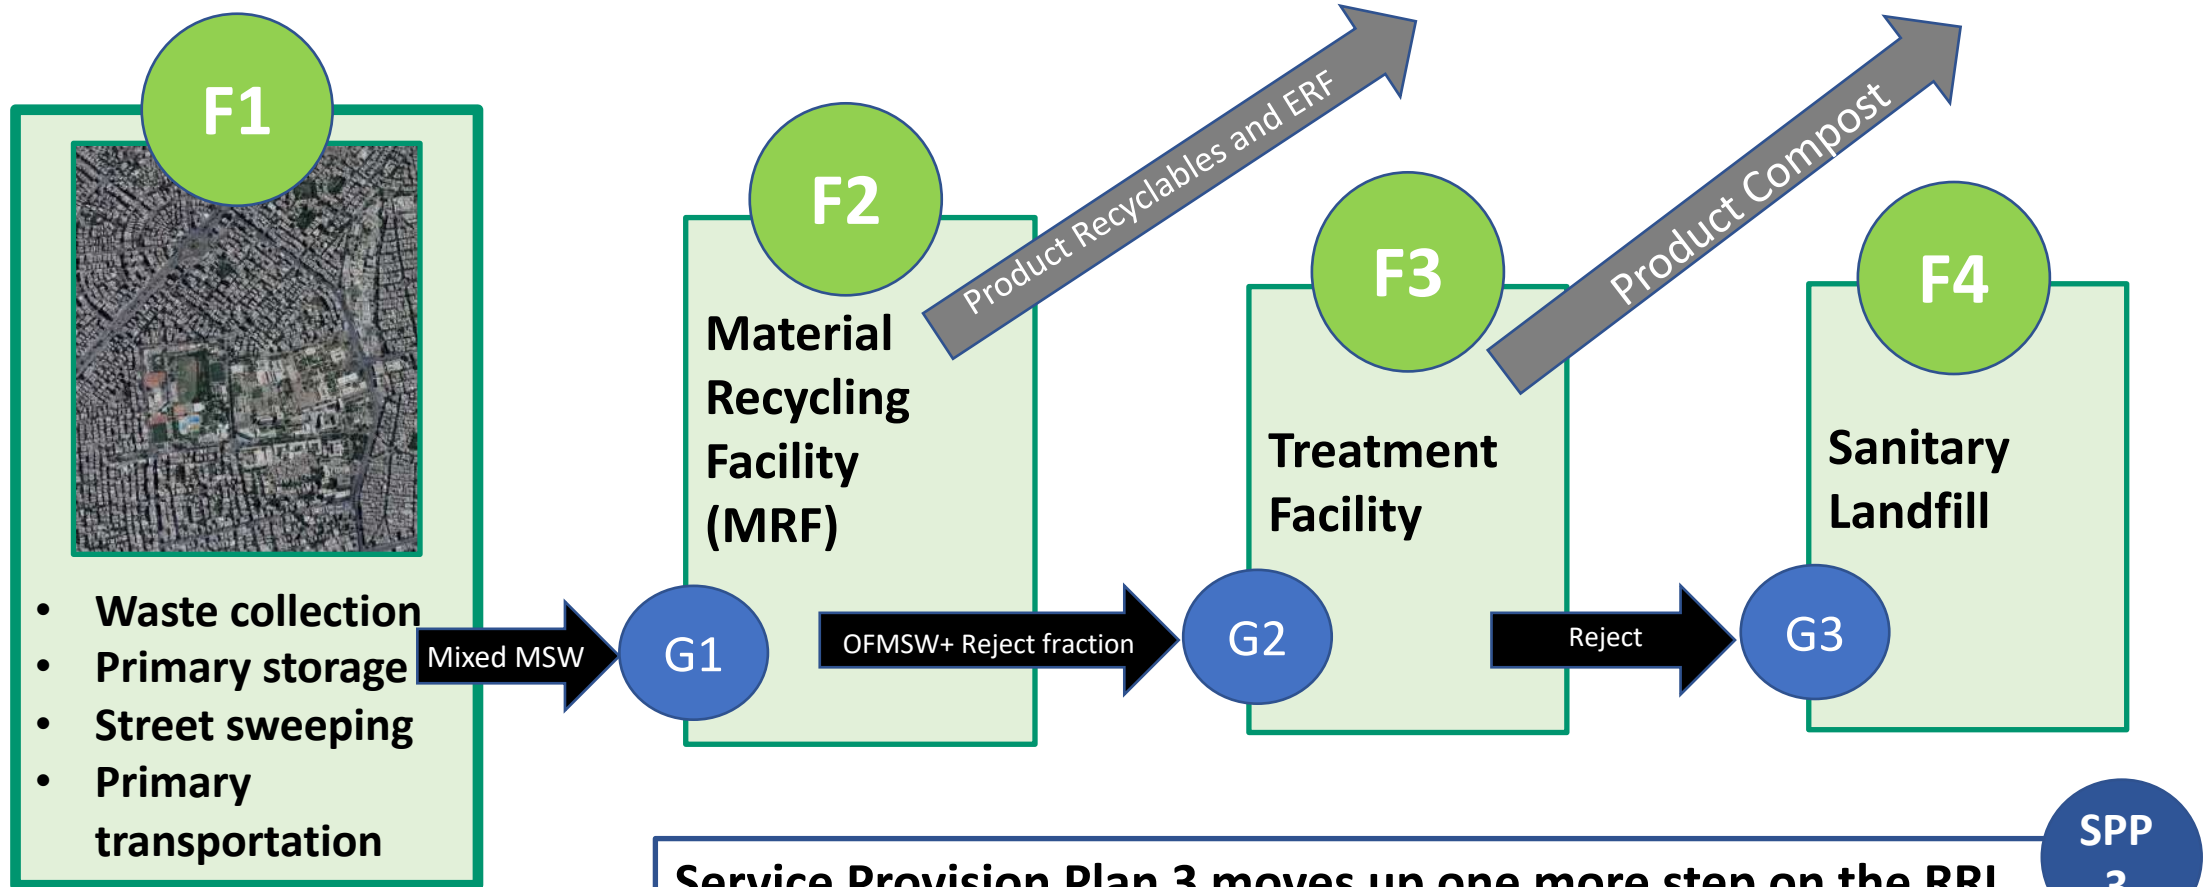 F1
• Waste collection
• Primary storage
• Street sweeping
• Primary
transportation
Mixed MSW
G1
F2
Material
Recycling
Facility
(MRF)
Product Recyclables and ERF
OFMSW+ Reject fraction
G2
F3
Treatment
Facility
Product Compost
Reject
G3
F4
Sanitary
Landfill
SPP
3
Service Provision Plan 3 moves up one more step on the RRI